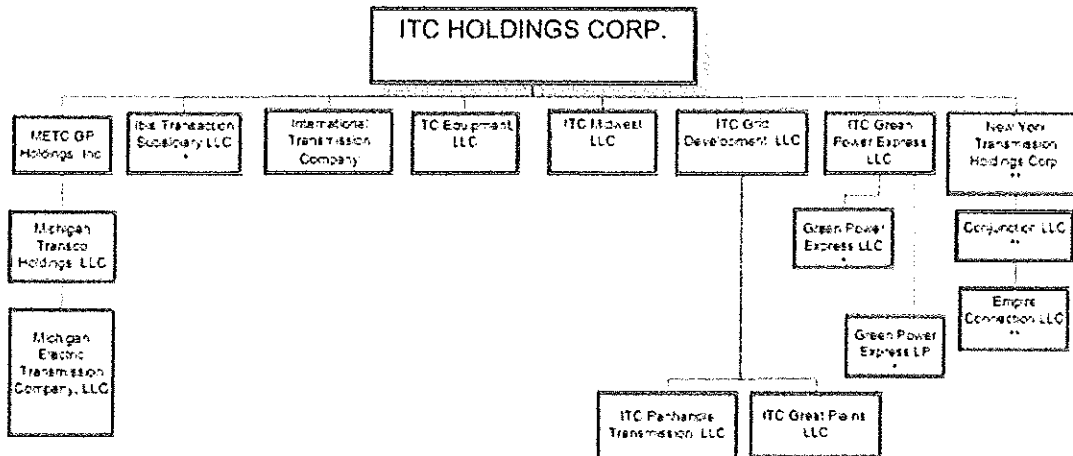 ITC HOLDINGS CORP.
METC GP
Holdings, Inc
Transaction
Subsidiary LLC
*
International
Transmission
Company
ITC Equipment
LLC
ITC Midwest
LLC
ITC Grid
Development, LLC
ITC Green
Power Express
LLC
New York
Transmission
Holdings Corp
**
Michigan
Transco
Holdings, LLC
Green Power
Express LLC
*
Conjunction LLC
**
Michigan
Electric
Transmission
Company, LLC
Green Power
Express LP
*
Empire
Connection LLC
**
ITC Panhandle
Transmission, LLC
ITC Great Plains
LLC